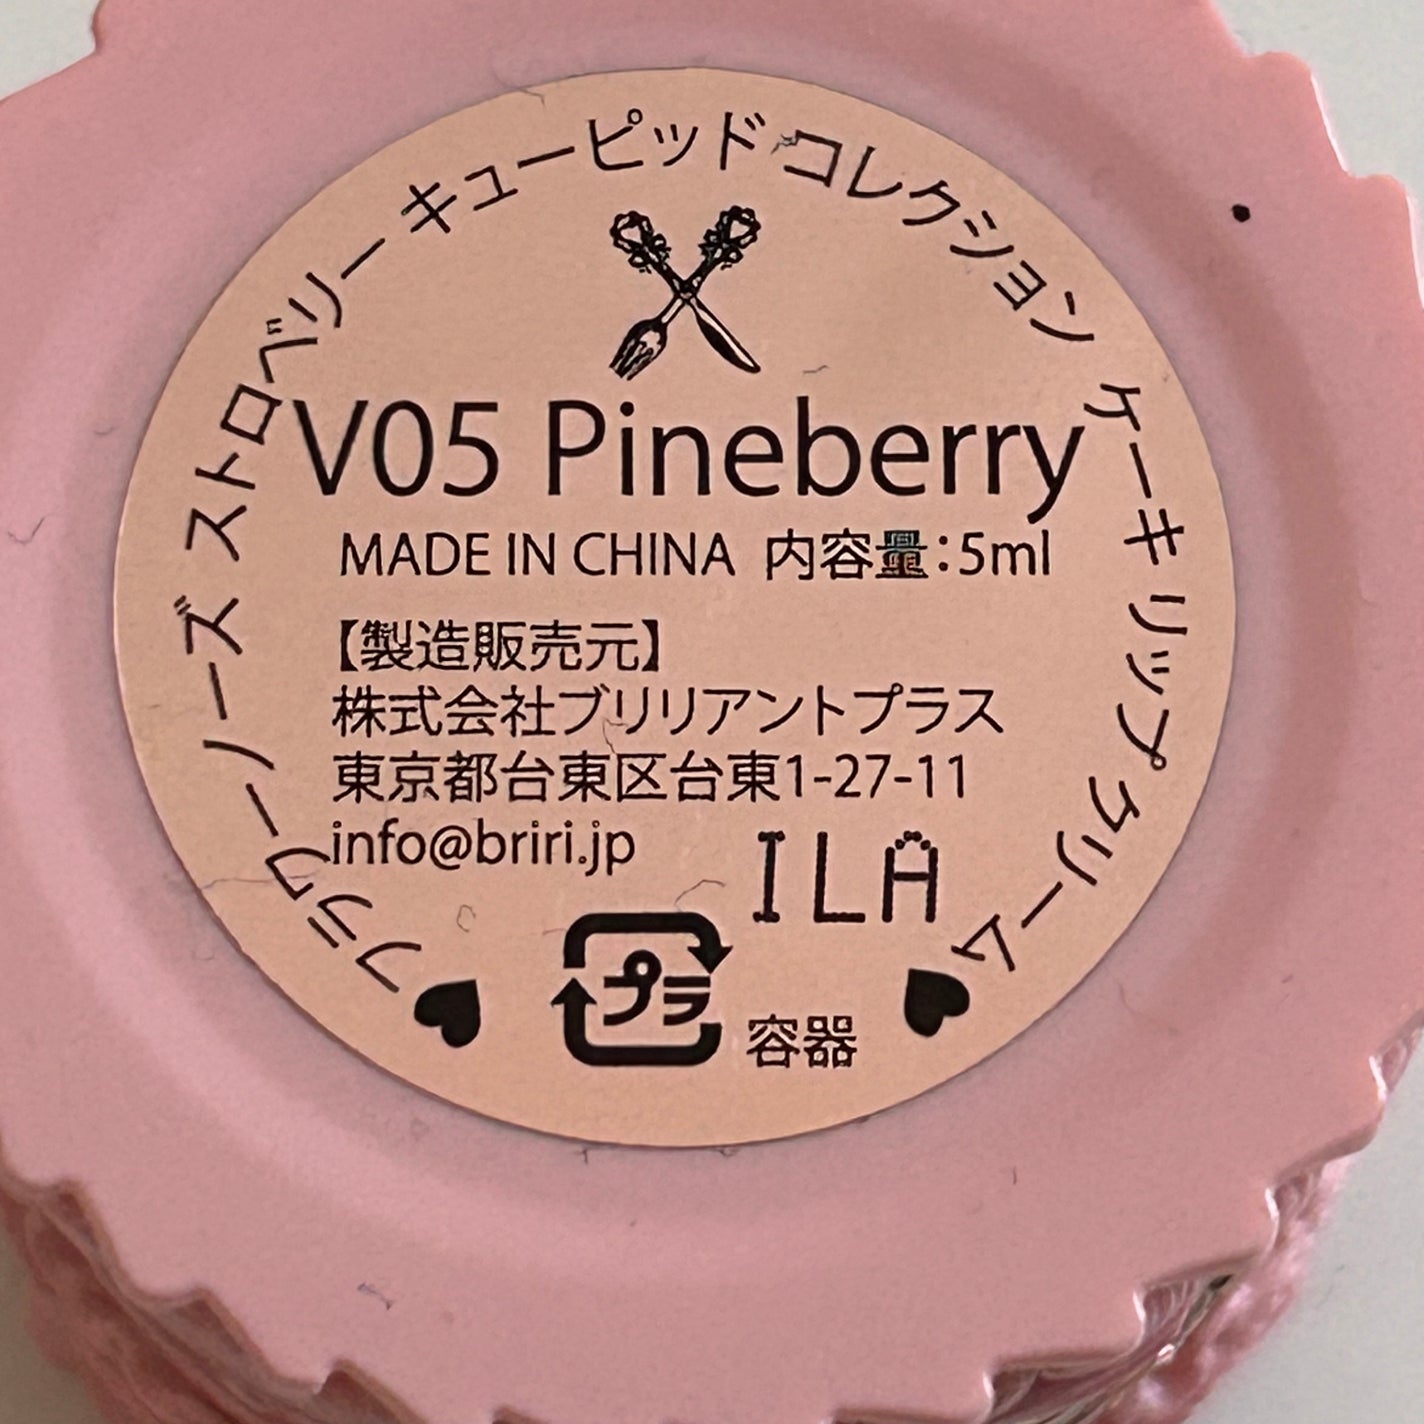 フラワーノーズ ストロベリー キューピッド コレクション ケーキ リップ クリーム
V05 Pineberry
MADE IN CHINA 内容量:5ml
【製造販売元】
株式会社ブリリアントプラス
東京都台東区台東1-27-11
info@briri.jp
ILA
プラ
容器